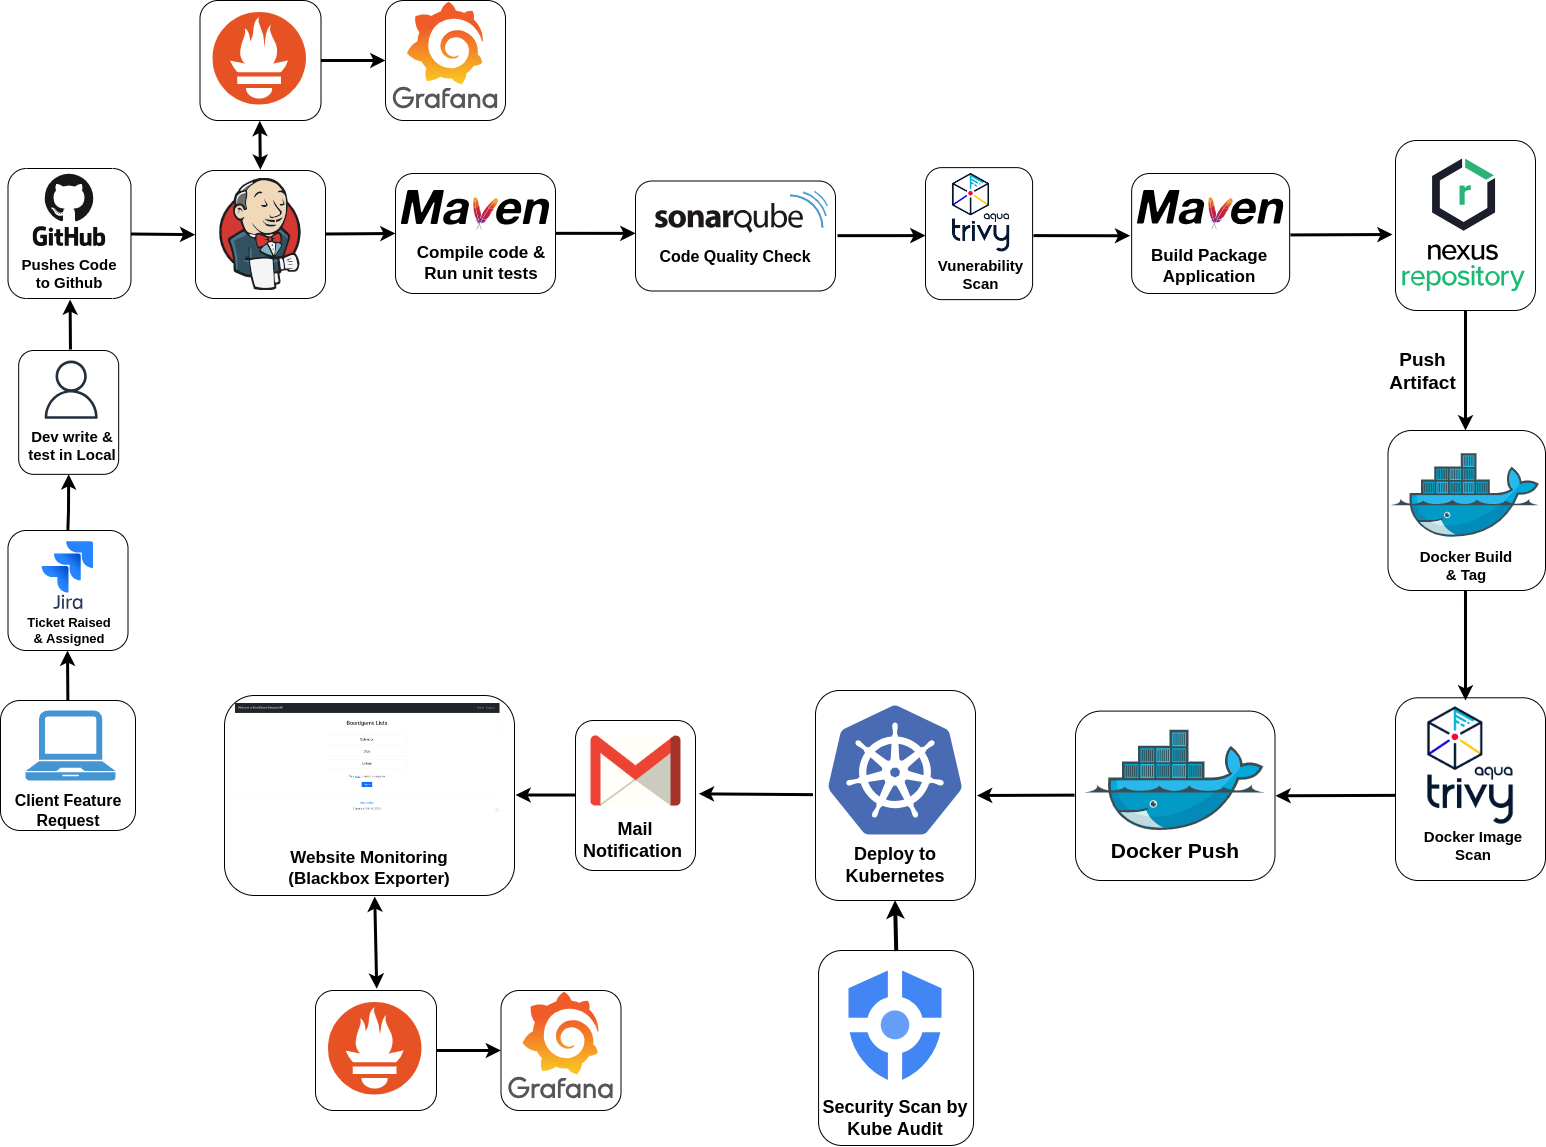 Grafana
GitHub
Pushes Code
to Github
Maven
Compile code &
Run unit tests
sonarqube
Code Quality Check
aqua
trivy
Vunerability
Scan
Maven
Build Package
Application
r
nexus
repository
Push
Artifact
Dev write &
test in Local
Docker Build
& Tag
Jira
Ticket Raised
& Assigned
Client Feature
Request
Boardgame Lists
Website Monitoring
(Blackbox Exporter)
Mail
Notification
Deploy to
Kubernetes
Docker Push
aqua
trivy
Docker Image
Scan
Grafana
Security Scan by
Kube Audit